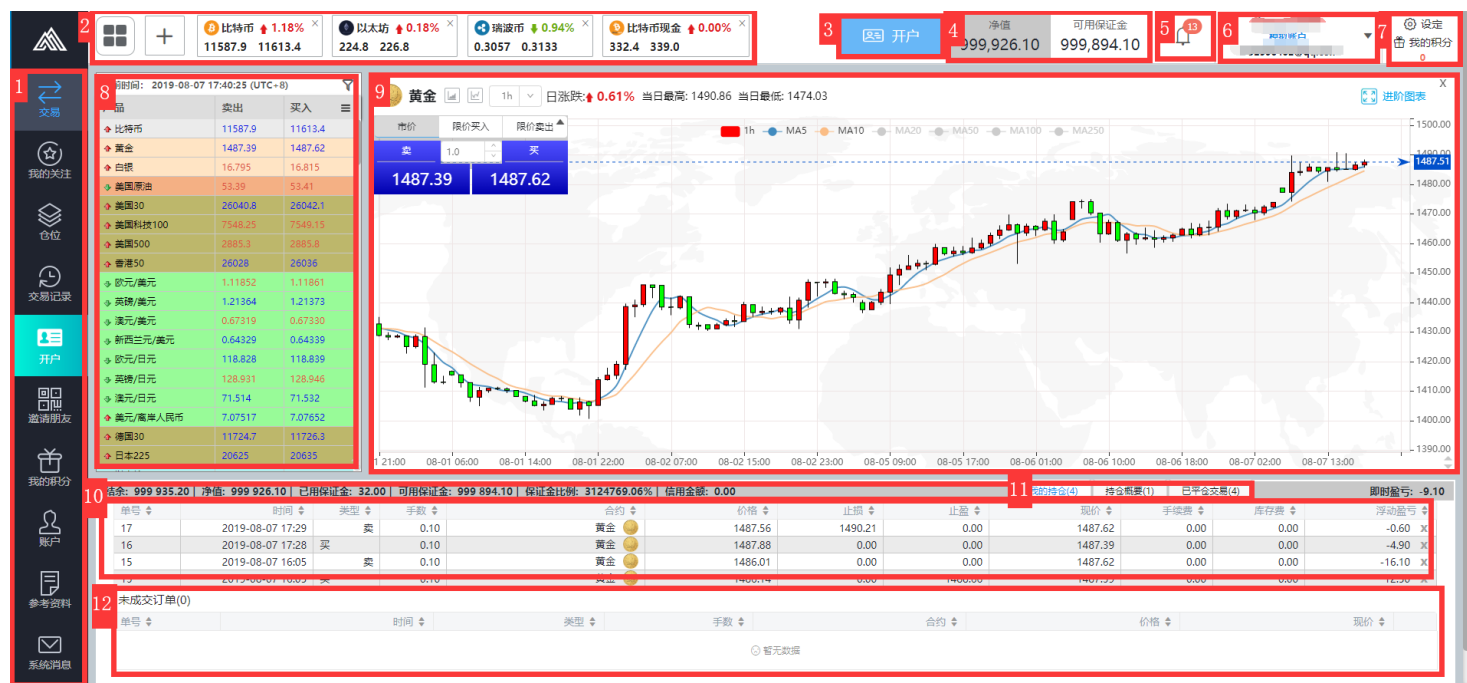 1
交易
我的关注
仓位
交易记录
开户
邀请朋友
我的积分
账户
参考资料
系统消息
2
比特币 1.18% ×
11587.9 11613.4
以太坊 0.18% ×
224.8 226.8
瑞波币 0.94% ×
0.3057 0.3133
比特币现金 0.00% ×
332.4 339.0
3 开户
4 净值 可用保证金
999,926.10 999,894.10
5 13
6
7 设定
我的积分
0
8 时间: 2019-08-07 17:40:25 (UTC+8)
品 卖出 买入
比特币 11587.9 11613.4
黄金 1487.39 1487.62
白银 16.795 16.815
美国原油 53.39 53.41
美国30 26040.8 26042.1
美国科技100 7548.25 7549.15
美国500 2885.3 2885.8
香港50 26028 26036
欧元/美元 1.11852 1.11861
英镑/美元 1.21364 1.21373
澳元/美元 0.67319 0.67330
新西兰元/美元 0.64329 0.64339
欧元/日元 118.828 118.839
英镑/日元 128.931 128.946
澳元/日元 71.514 71.532
美元/离岸人民币 7.07517 7.07652
德国30 11724.7 11726.3
日本225 20625 20635
9 黄金 1h 日涨跌: 0.61% 当日最高: 1490.86 当日最低: 1474.03 进阶图表 X
市价 限价买入 限价卖出
卖 1.0 买
1487.39 1487.62
1h MA5 MA10 MA20 MA50 MA100 MA250
1500.00
1490.00
1487.51
1480.00
1470.00
1460.00
1450.00
1440.00
1430.00
1420.00
1410.00
1400.00
1390.00
1 21:00 08-01 06:00 08-01 14:00 08-01 22:00 08-02 07:00 08-02 15:00 08-02 23:00 08-05 09:00 08-05 17:00 08-06 01:00 08-06 10:00 08-06 18:00 08-07 02:00 08-07 13:00
10 结余: 999 935.20 | 净值: 999 926.10 | 已用保证金: 32.00 | 可用保证金: 999 894.10 | 保证金比例: 3124769.06% | 信用金额: 0.00
11 我的持仓(4) 持仓概要(1) 已平仓交易(4) 即时盈亏: -9.10
单号 时间 类型 手数 合约 价格 止损 止盈 现价 手续费 库存费 浮动盈亏
17 2019-08-07 17:29 卖 0.10 黄金 1487.56 1490.21 0.00 1487.62 0.00 0.00 -0.60 x
16 2019-08-07 17:28 买 0.10 黄金 1487.88 0.00 0.00 1487.39 0.00 0.00 -4.90 x
15 2019-08-07 16:05 卖 0.10 黄金 1486.01 0.00 0.00 1487.62 0.00 0.00 -16.10 x
12 未成交订单(0)
单号 时间 类型 手数 合约 价格 现价
暂无数据